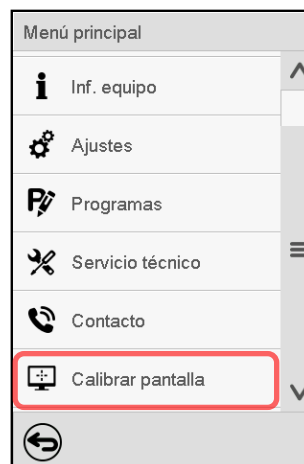 Menú principal
Inf. equipo
Ajustes
Programas
Servicio técnico
Contacto
Calibrar pantalla